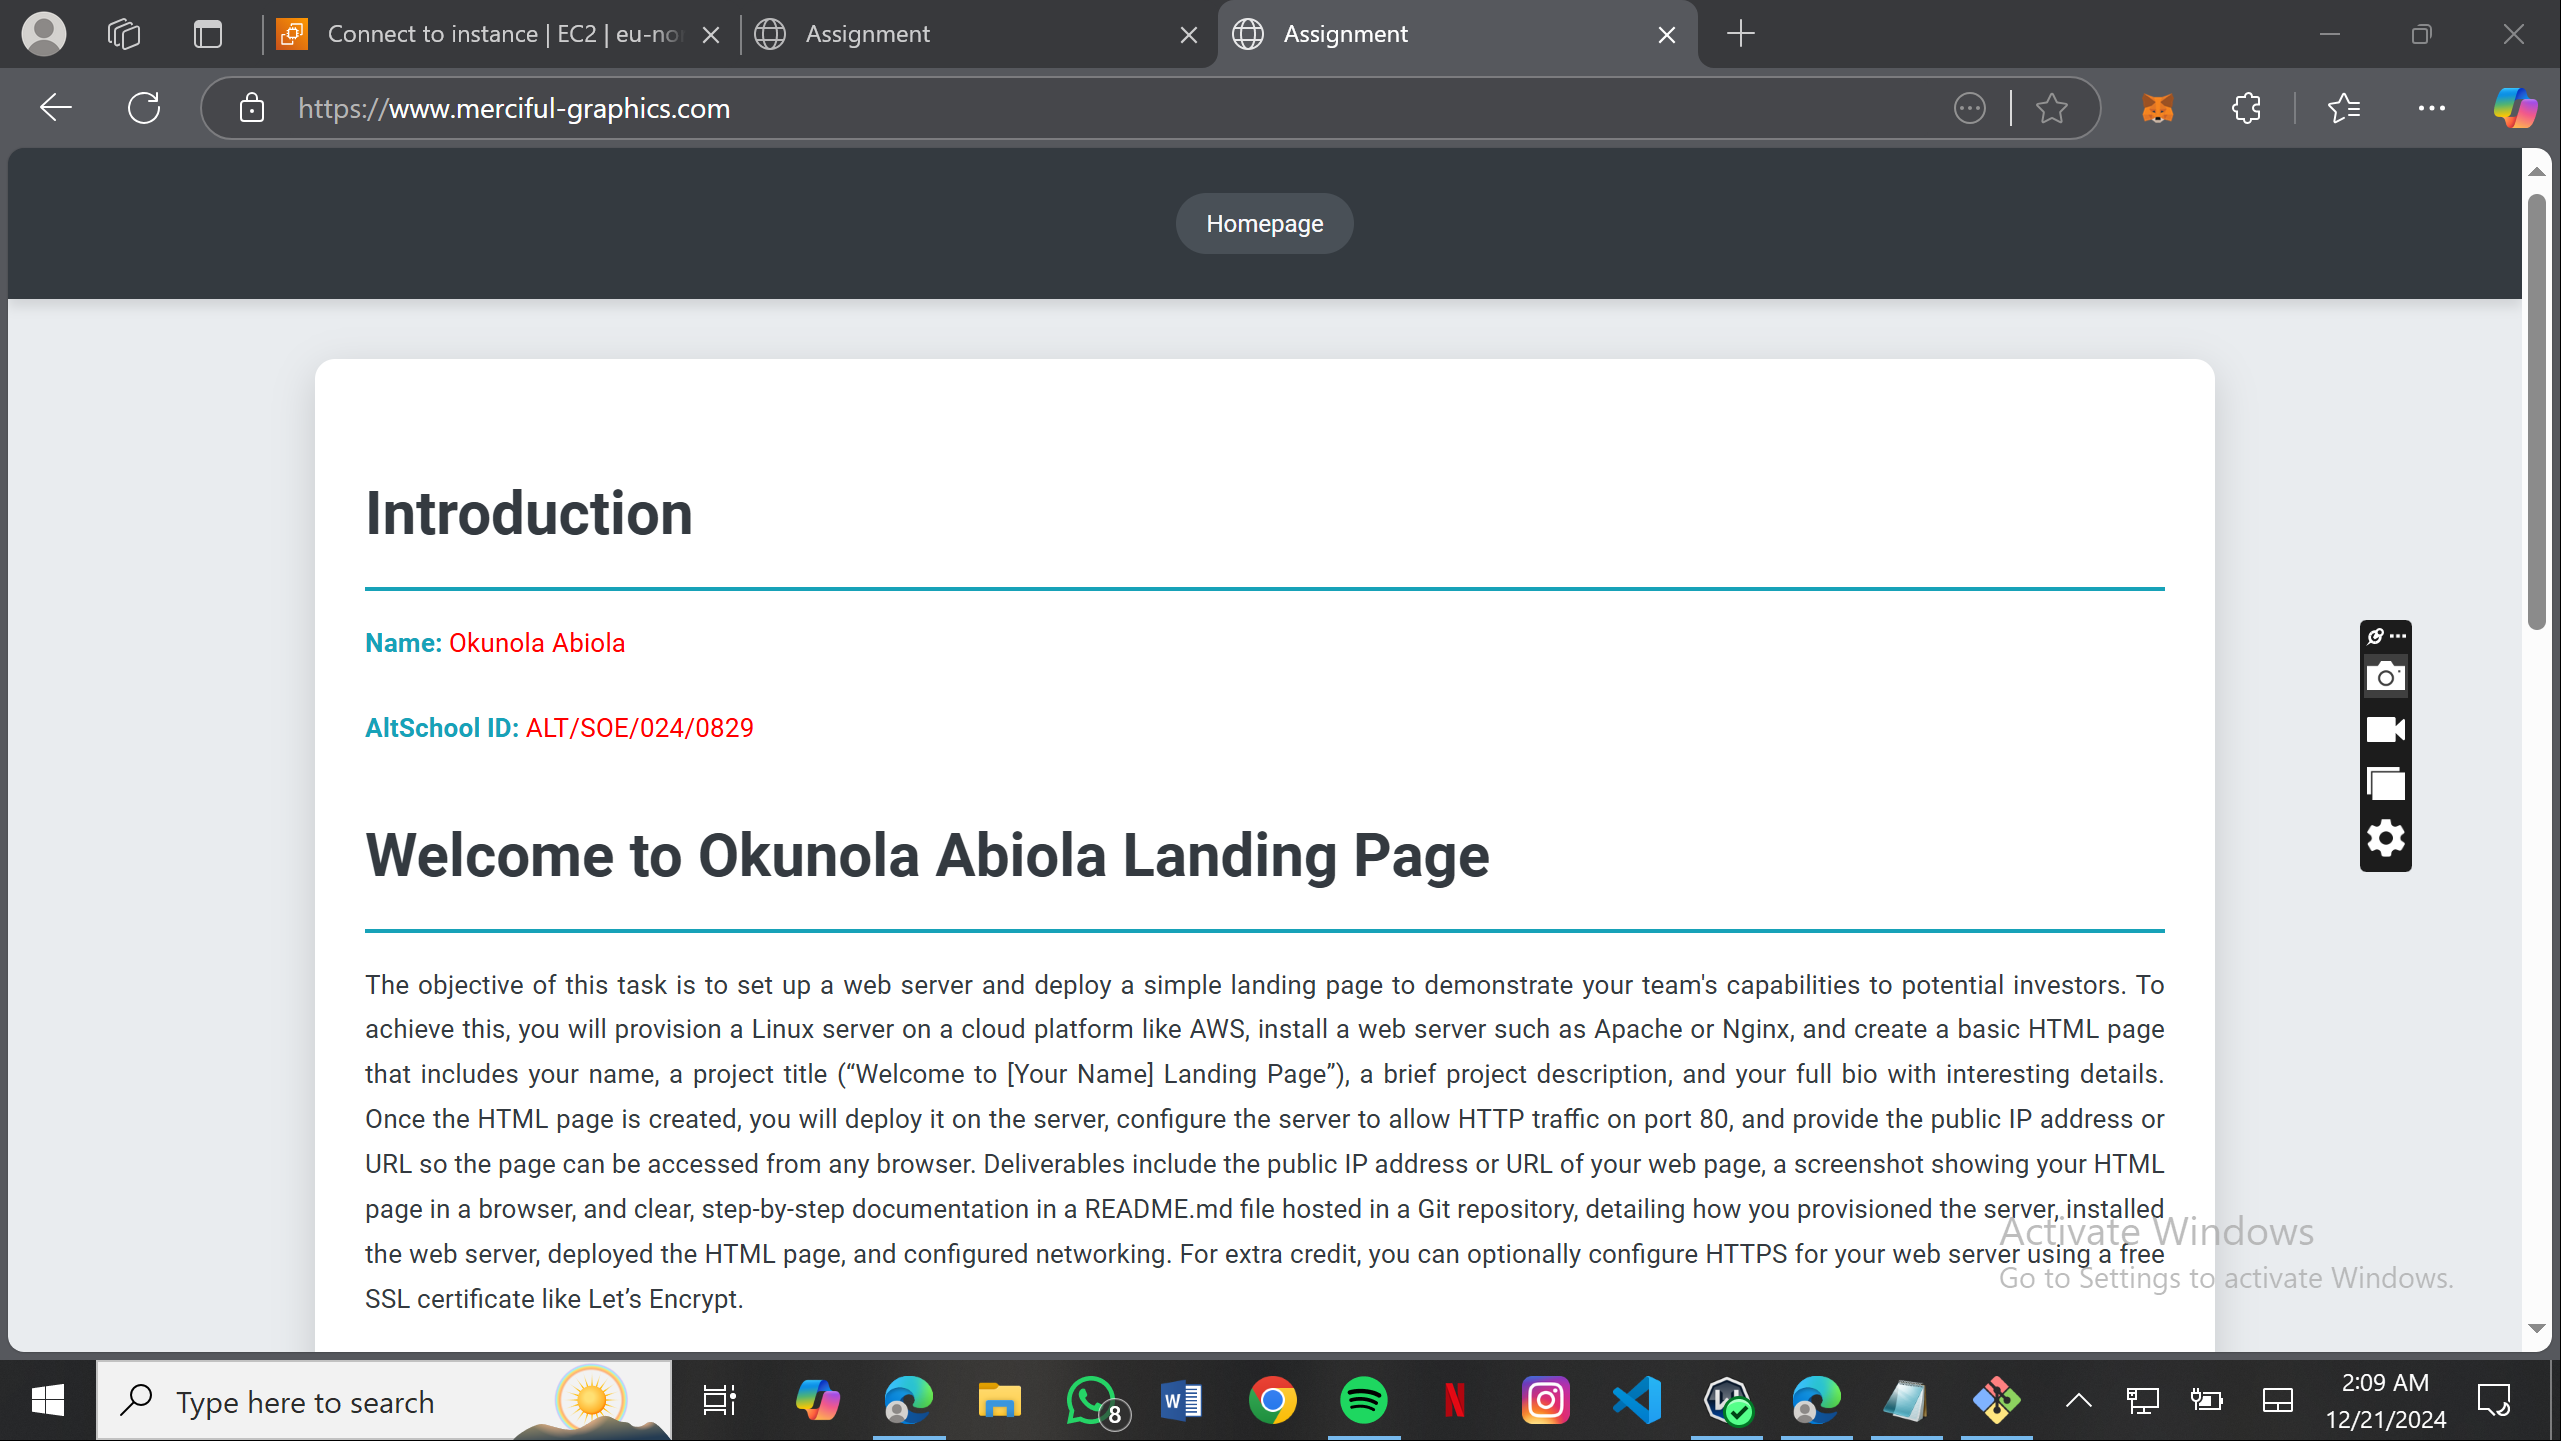 Connect to instance | EC2 | eu-no
Assignment
Assignment
https://www.merciful-graphics.com
Homepage
Introduction
Name: Okunola Abiola
AltSchool ID: ALT/SOE/024/0829
Welcome to Okunola Abiola Landing Page
The objective of this task is to set up a web server and deploy a simple landing page to demonstrate your team's capabilities to potential investors. To
achieve this, you will provision a Linux server on a cloud platform like AWS, install a web server such as Apache or Nginx, and create a basic HTML page
that includes your name, a project title (“Welcome to [Your Name] Landing Page”), a brief project description, and your full bio with interesting details.
Once the HTML page is created, you will deploy it on the server, configure the server to allow HTTP traffic on port 80, and provide the public IP address or
URL so the page can be accessed from any browser. Deliverables include the public IP address or URL of your web page, a screenshot showing your HTML
page in a browser, and clear, step-by-step documentation in a README.md file hosted in a Git repository, detailing how you provisioned the server, installed
the web server, deployed the HTML page, and configured networking. For extra credit, you can optionally configure HTTPS for your web server using a free
SSL certificate like Let’s Encrypt.
Activate Windows
Go to Settings to activate Windows.
Type here to search
8
2:09 AM
12/21/2024